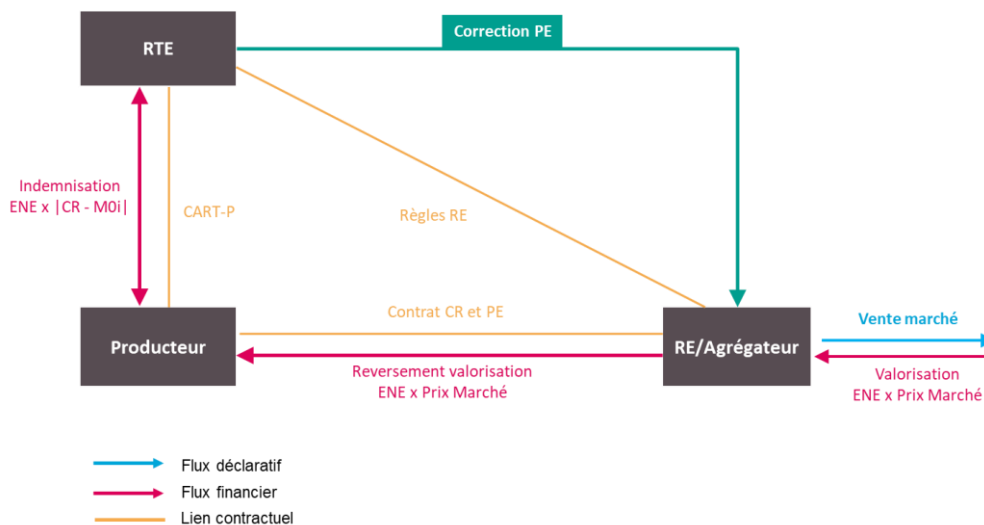 RTE
Correction PE
Indemnisation
ENE x |CR - M0i|
CART-P
Règles RE
Contrat CR et PE
Producteur
RE/Agrégateur
Vente marché
Reversement valorisation
ENE x Prix Marché
Valorisation
ENE x Prix Marché
Flux déclaratif
Flux financier
Lien contractuel